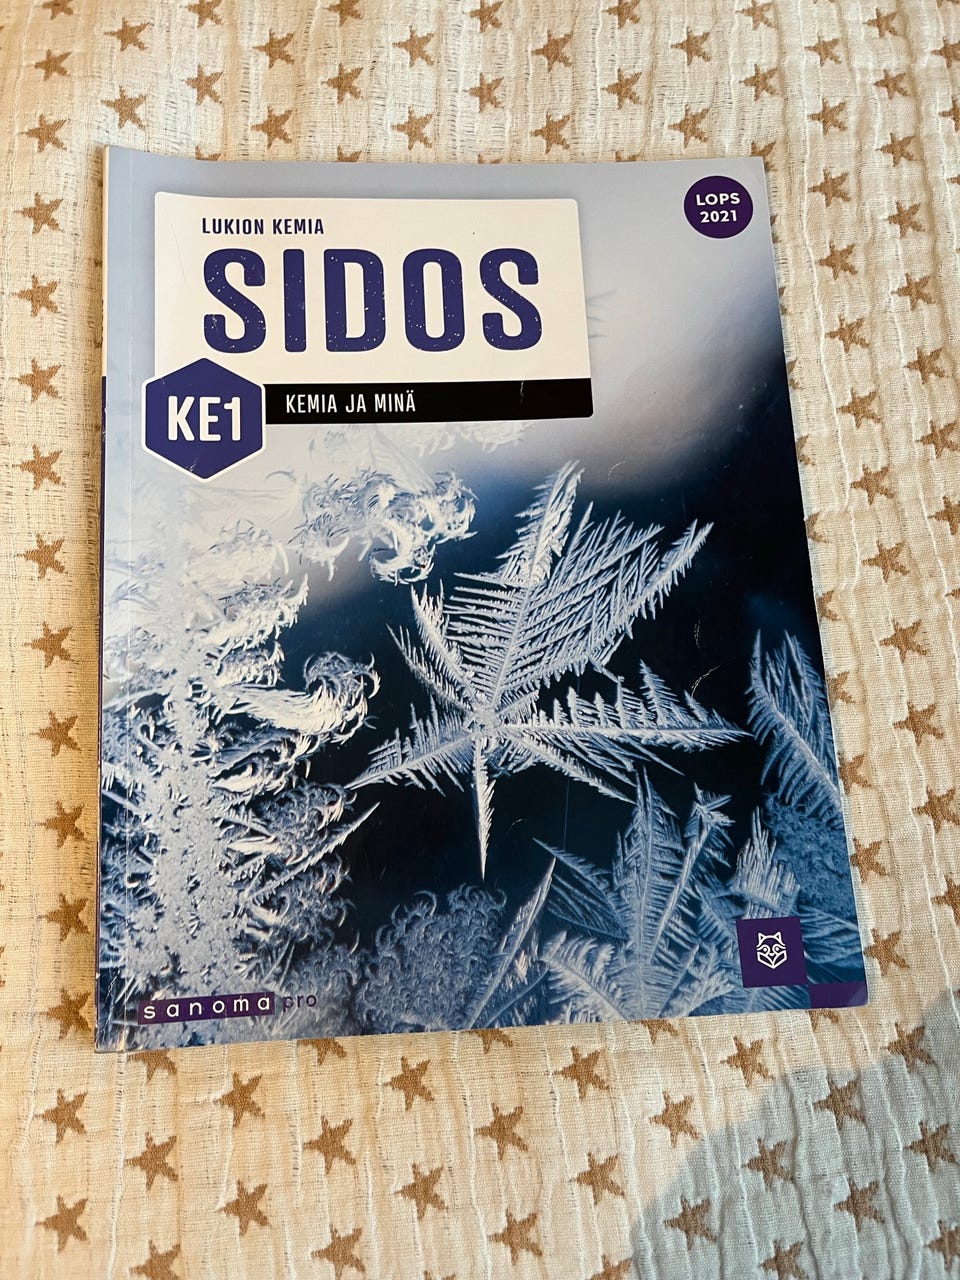 LOPS
2021
LUKION KEMIA
SIDOS
KE1
KEMIA JA MINÄ
sanoma pro